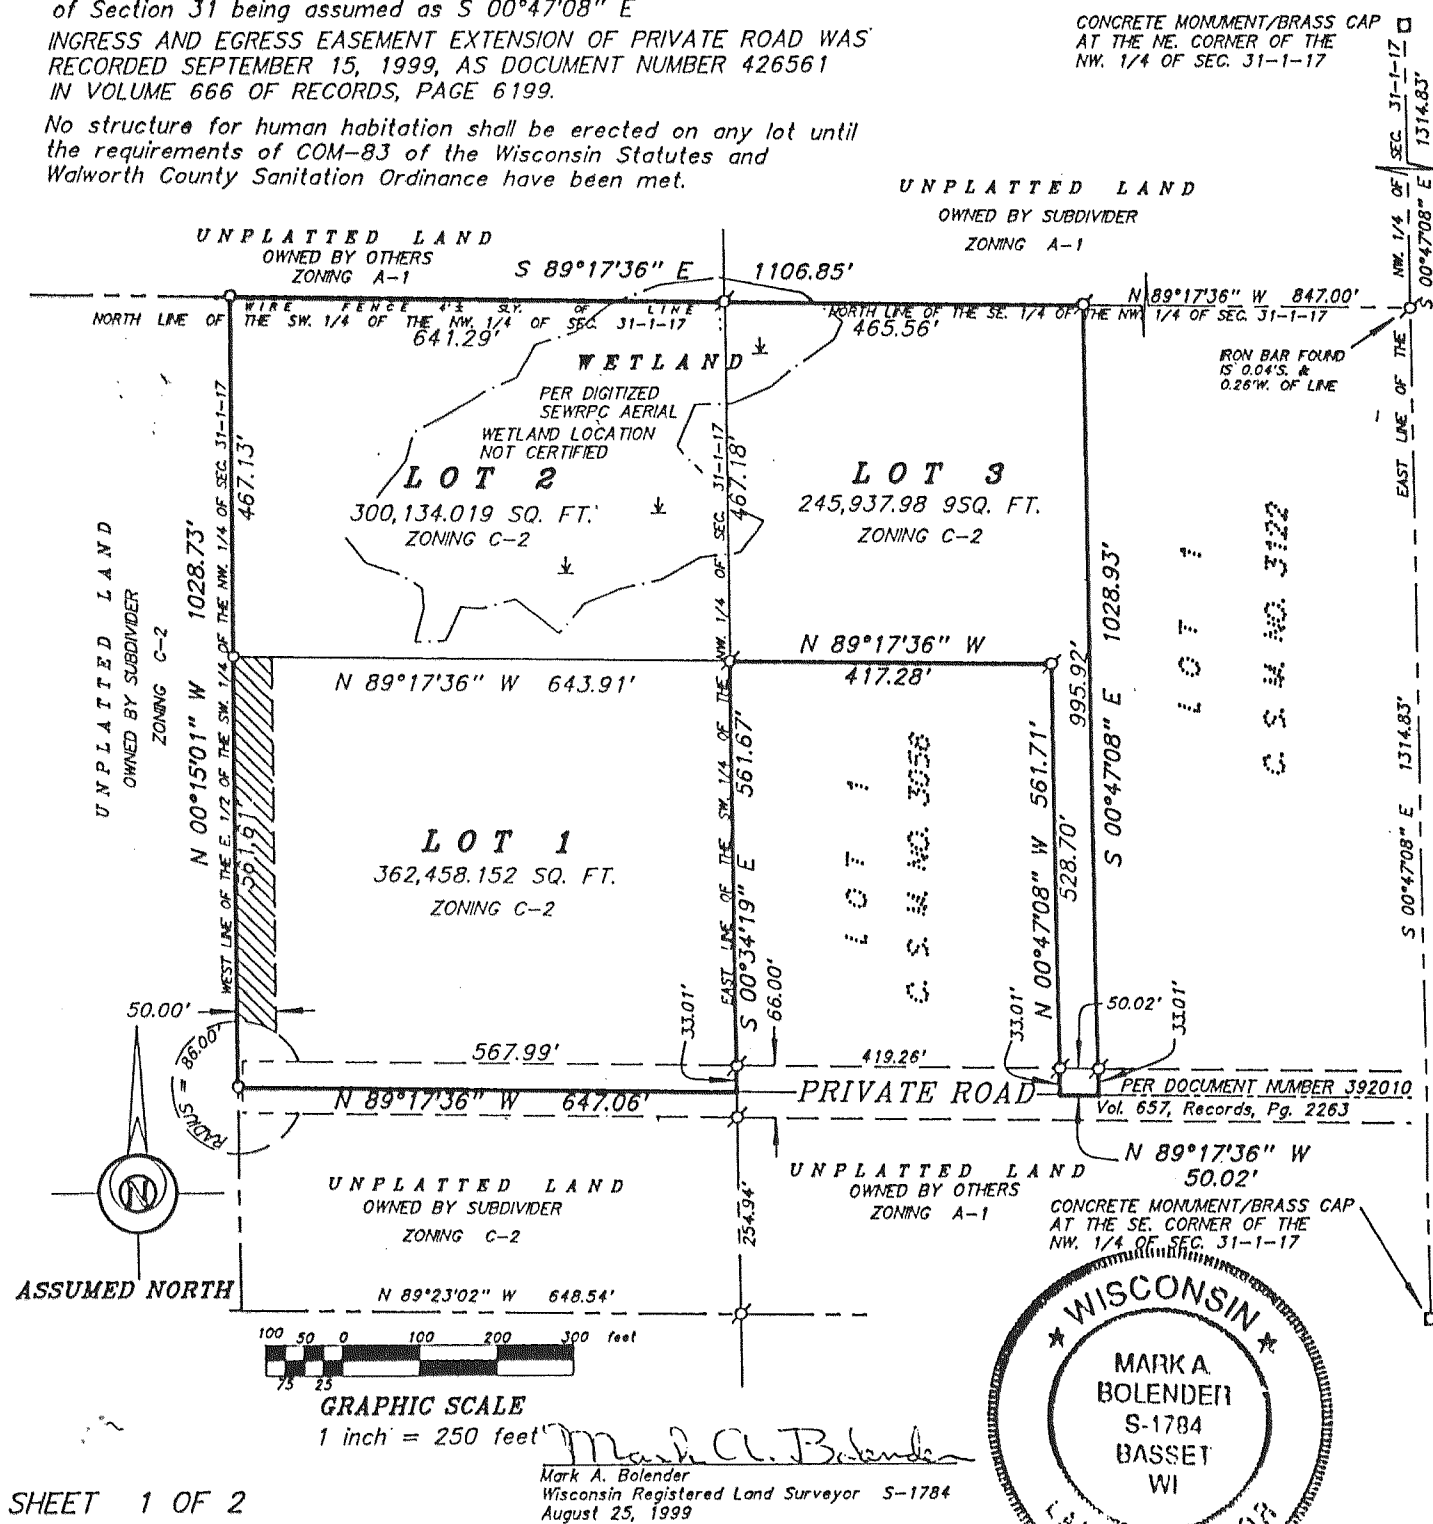 of Section 31 being assumed as S 00°47'08" E
INGRESS AND EGRESS EASEMENT EXTENSION OF PRIVATE ROAD WAS
RECORDED SEPTEMBER 15, 1999, AS DOCUMENT NUMBER 426561
IN VOLUME 666 OF RECORDS, PAGE 6199.
No structure for human habitation shall be erected on any lot until
the requirements of COM-83 of the Wisconsin Statutes and
Walworth County Sanitation Ordinance have been met.
CONCRETE MONUMENT/BRASS CAP
AT THE NE. CORNER OF THE
NW. 1/4 OF SEC. 31-1-17
S 00°47'08" E 1314.83'
EAST LINE OF THE NW. 1/4 OF SEC. 31-1-17
UNPLATTED LAND
OWNED BY SUBDIVIDER
ZONING A-1
UNPLATTED LAND
OWNED BY OTHERS
ZONING A-1
S 89°17'36" E 1106.85'
N 89°17'36" W 847.00'
WIRE FENCE 4'± SLY. OF LINE
NORTH LINE OF THE SW. 1/4 OF THE NW. 1/4 OF SEC. 31-1-17
NORTH LINE OF THE SE. 1/4 OF THE NW. 1/4 OF SEC. 31-1-17
641.29'
465.56'
IRON BAR FOUND
IS 0.04'S. &
0.26'W. OF LINE
WETLAND
PER DIGITIZED
SEWRPC AERIAL
WETLAND LOCATION
NOT CERTIFIED
LOT 2
300,134.019 SQ. FT.
ZONING C-2
467.13'
467.18'
LOT 3
245,937.98 9SQ. FT.
ZONING C-2
UNPLATTED LAND
OWNED BY SUBDIVIDER
ZONING C-2
N 00°15'01" W 1028.73'
WEST LINE OF THE E. 1/2 OF THE SW. 1/4 OF THE NW. 1/4 OF SEC. 31-1-17
EAST LINE OF THE SW. 1/4 OF THE NW. 1/4 OF SEC. 31-1-17
N 89°17'36" W 643.91'
N 89°17'36" W
417.28'
995.92'
S 00°47'08" E 1028.93'
LOT 1
C.S.M. NO. 3122
S 00°47'08" E 1314.83'
561.61'
LOT 1
362,458.152 SQ. FT.
ZONING C-2
S 00°34'19" E 561.67'
LOT 1
C.S.M. NO. 3058
N 00°47'08" W 561.71'
528.70'
50.00'
RADIUS = 86.00'
567.99'
33.01'
66.00'
419.26'
33.01'
50.02'
33.01'
N 89°17'36" W 647.06'
PRIVATE ROAD
PER DOCUMENT NUMBER 392010
Vol. 657, Records, Pg. 2263
N 89°17'36" W
50.02'
UNPLATTED LAND
OWNED BY SUBDIVIDER
ZONING C-2
254.94'
UNPLATTED LAND
OWNED BY OTHERS
ZONING A-1
CONCRETE MONUMENT/BRASS CAP
AT THE SE. CORNER OF THE
NW. 1/4 OF SEC. 31-1-17
N
ASSUMED NORTH
N 89°23'02" W 648.54'
100 50 0 100 200 300 feet
75 25
GRAPHIC SCALE
1 inch = 250 feet
Mark A. Bolender
Mark A. Bolender
Wisconsin Registered Land Surveyor S-1784
August 25, 1999
WISCONSIN
MARK A.
BOLENDER
S-1784
BASSET
WI
SHEET 1 OF 2